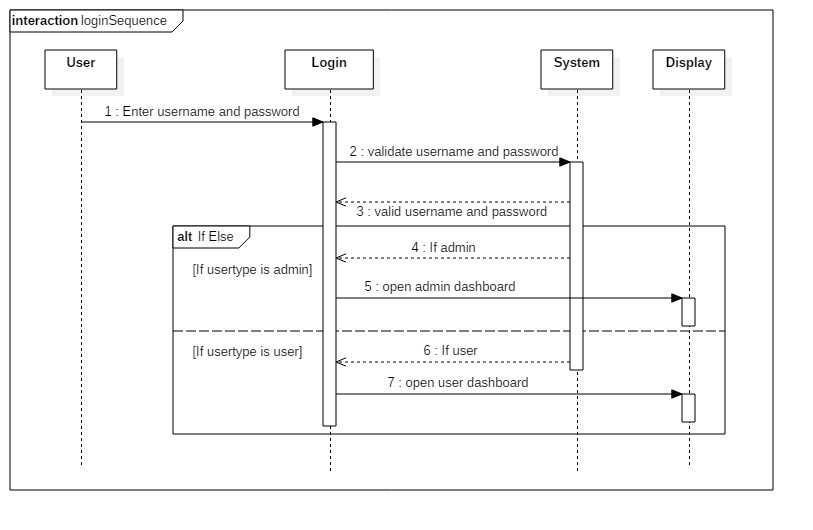 interaction loginSequence
User
Login
System
Display
1 : Enter username and password
2 : validate username and password
3 : valid username and password
alt If Else
4 : If admin
[If usertype is admin]
5 : open admin dashboard
[If usertype is user]
6 : If user
7 : open user dashboard